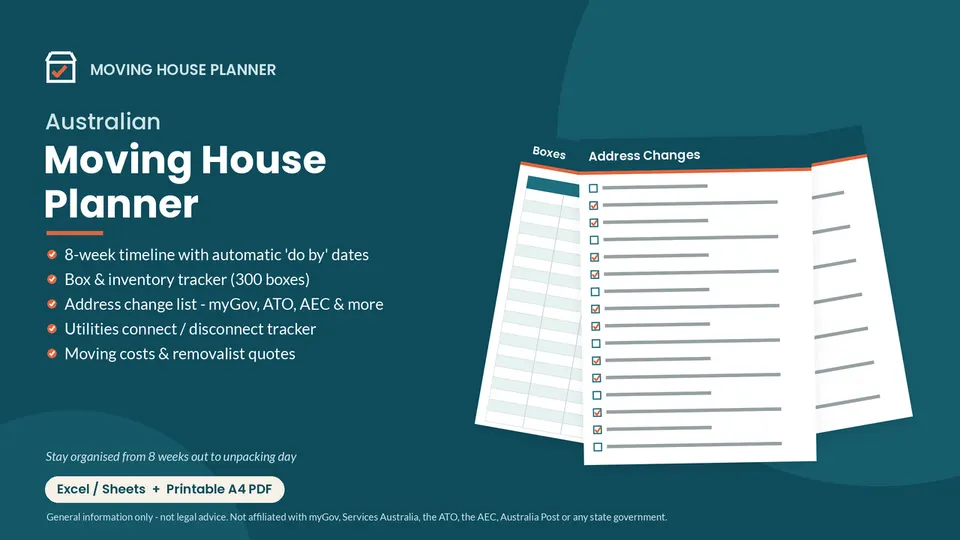 MOVING HOUSE PLANNER
Australian
Moving House
Planner
8-week timeline with automatic 'do by' dates
Box & inventory tracker (300 boxes)
Address change list - myGov, ATO, AEC & more
Utilities connect / disconnect tracker
Moving costs & removalist quotes
Boxes
Address Changes
Stay organised from 8 weeks out to unpacking day
Excel / Sheets + Printable A4 PDF
General information only - not legal advice. Not affiliated with myGov, Services Australia, the ATO, the AEC, Australia Post or any state government.